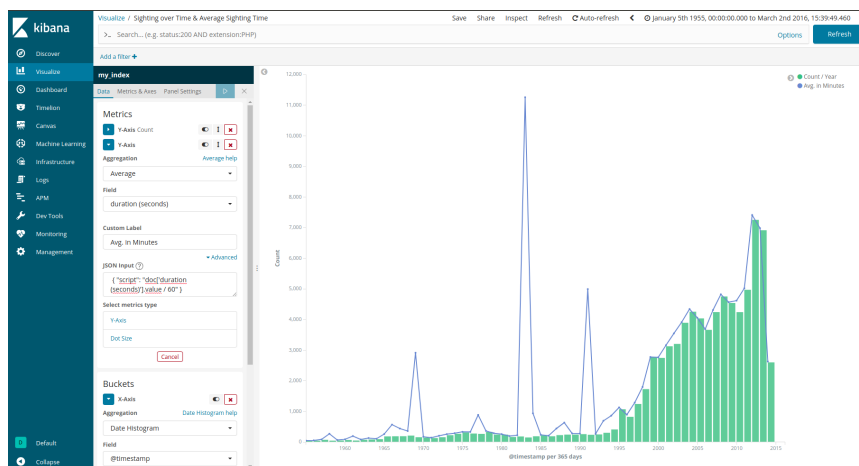 kibana
Discover
Visualize
Dashboard
Timelion
Canvas
Machine Learning
Infrastructure
Logs
APM
Dev Tools
Monitoring
Management
D Default
Collapse
Visualize / Sighting over Time & Average Sighting Time
Save Share Inspect Refresh Auto-refresh January 5th 1955, 00:00:00.000 to March 2nd 2016, 15:39:49.460
>_ Search... (e.g. status:200 AND extension:PHP) Options Refresh
Add a filter +
my_index
Data Metrics & Axes Panel Settings
Metrics
Y-Axis Count
Y-Axis
Aggregation Average help
Average
Field
duration (seconds)
Custom Label
Avg. in Minutes
Advanced
JSON Input
{ "script": "doc['duration
(seconds)'].value / 60" }
Select metrics type
Y-Axis
Dot Size
Cancel
Buckets
X-Axis
Aggregation Date Histogram help
Date Histogram
Field
@timestamp
Count / Year
Avg. in Minutes
12,000
11,000
10,000
9,000
8,000
7,000
6,000
5,000
4,000
3,000
2,000
1,000
0
Count
1960 1965 1970 1975 1980 1985 1990 1995 2000 2005 2010 2015
@timestamp per 365 days